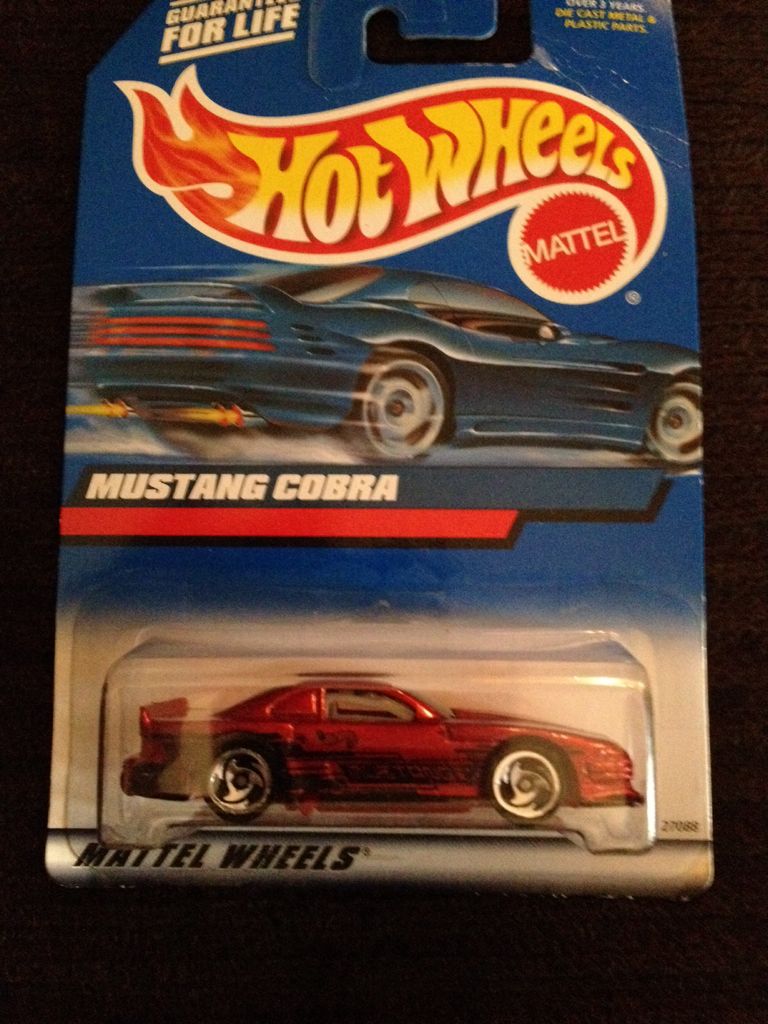 GUARANTEED
FOR LIFE
OVER 3 YEARS.
DIE CAST METAL &
PLASTIC PARTS.
HOT WHEELS
MATTEL
®
MUSTANG COBRA
27088
MATTEL WHEELS®